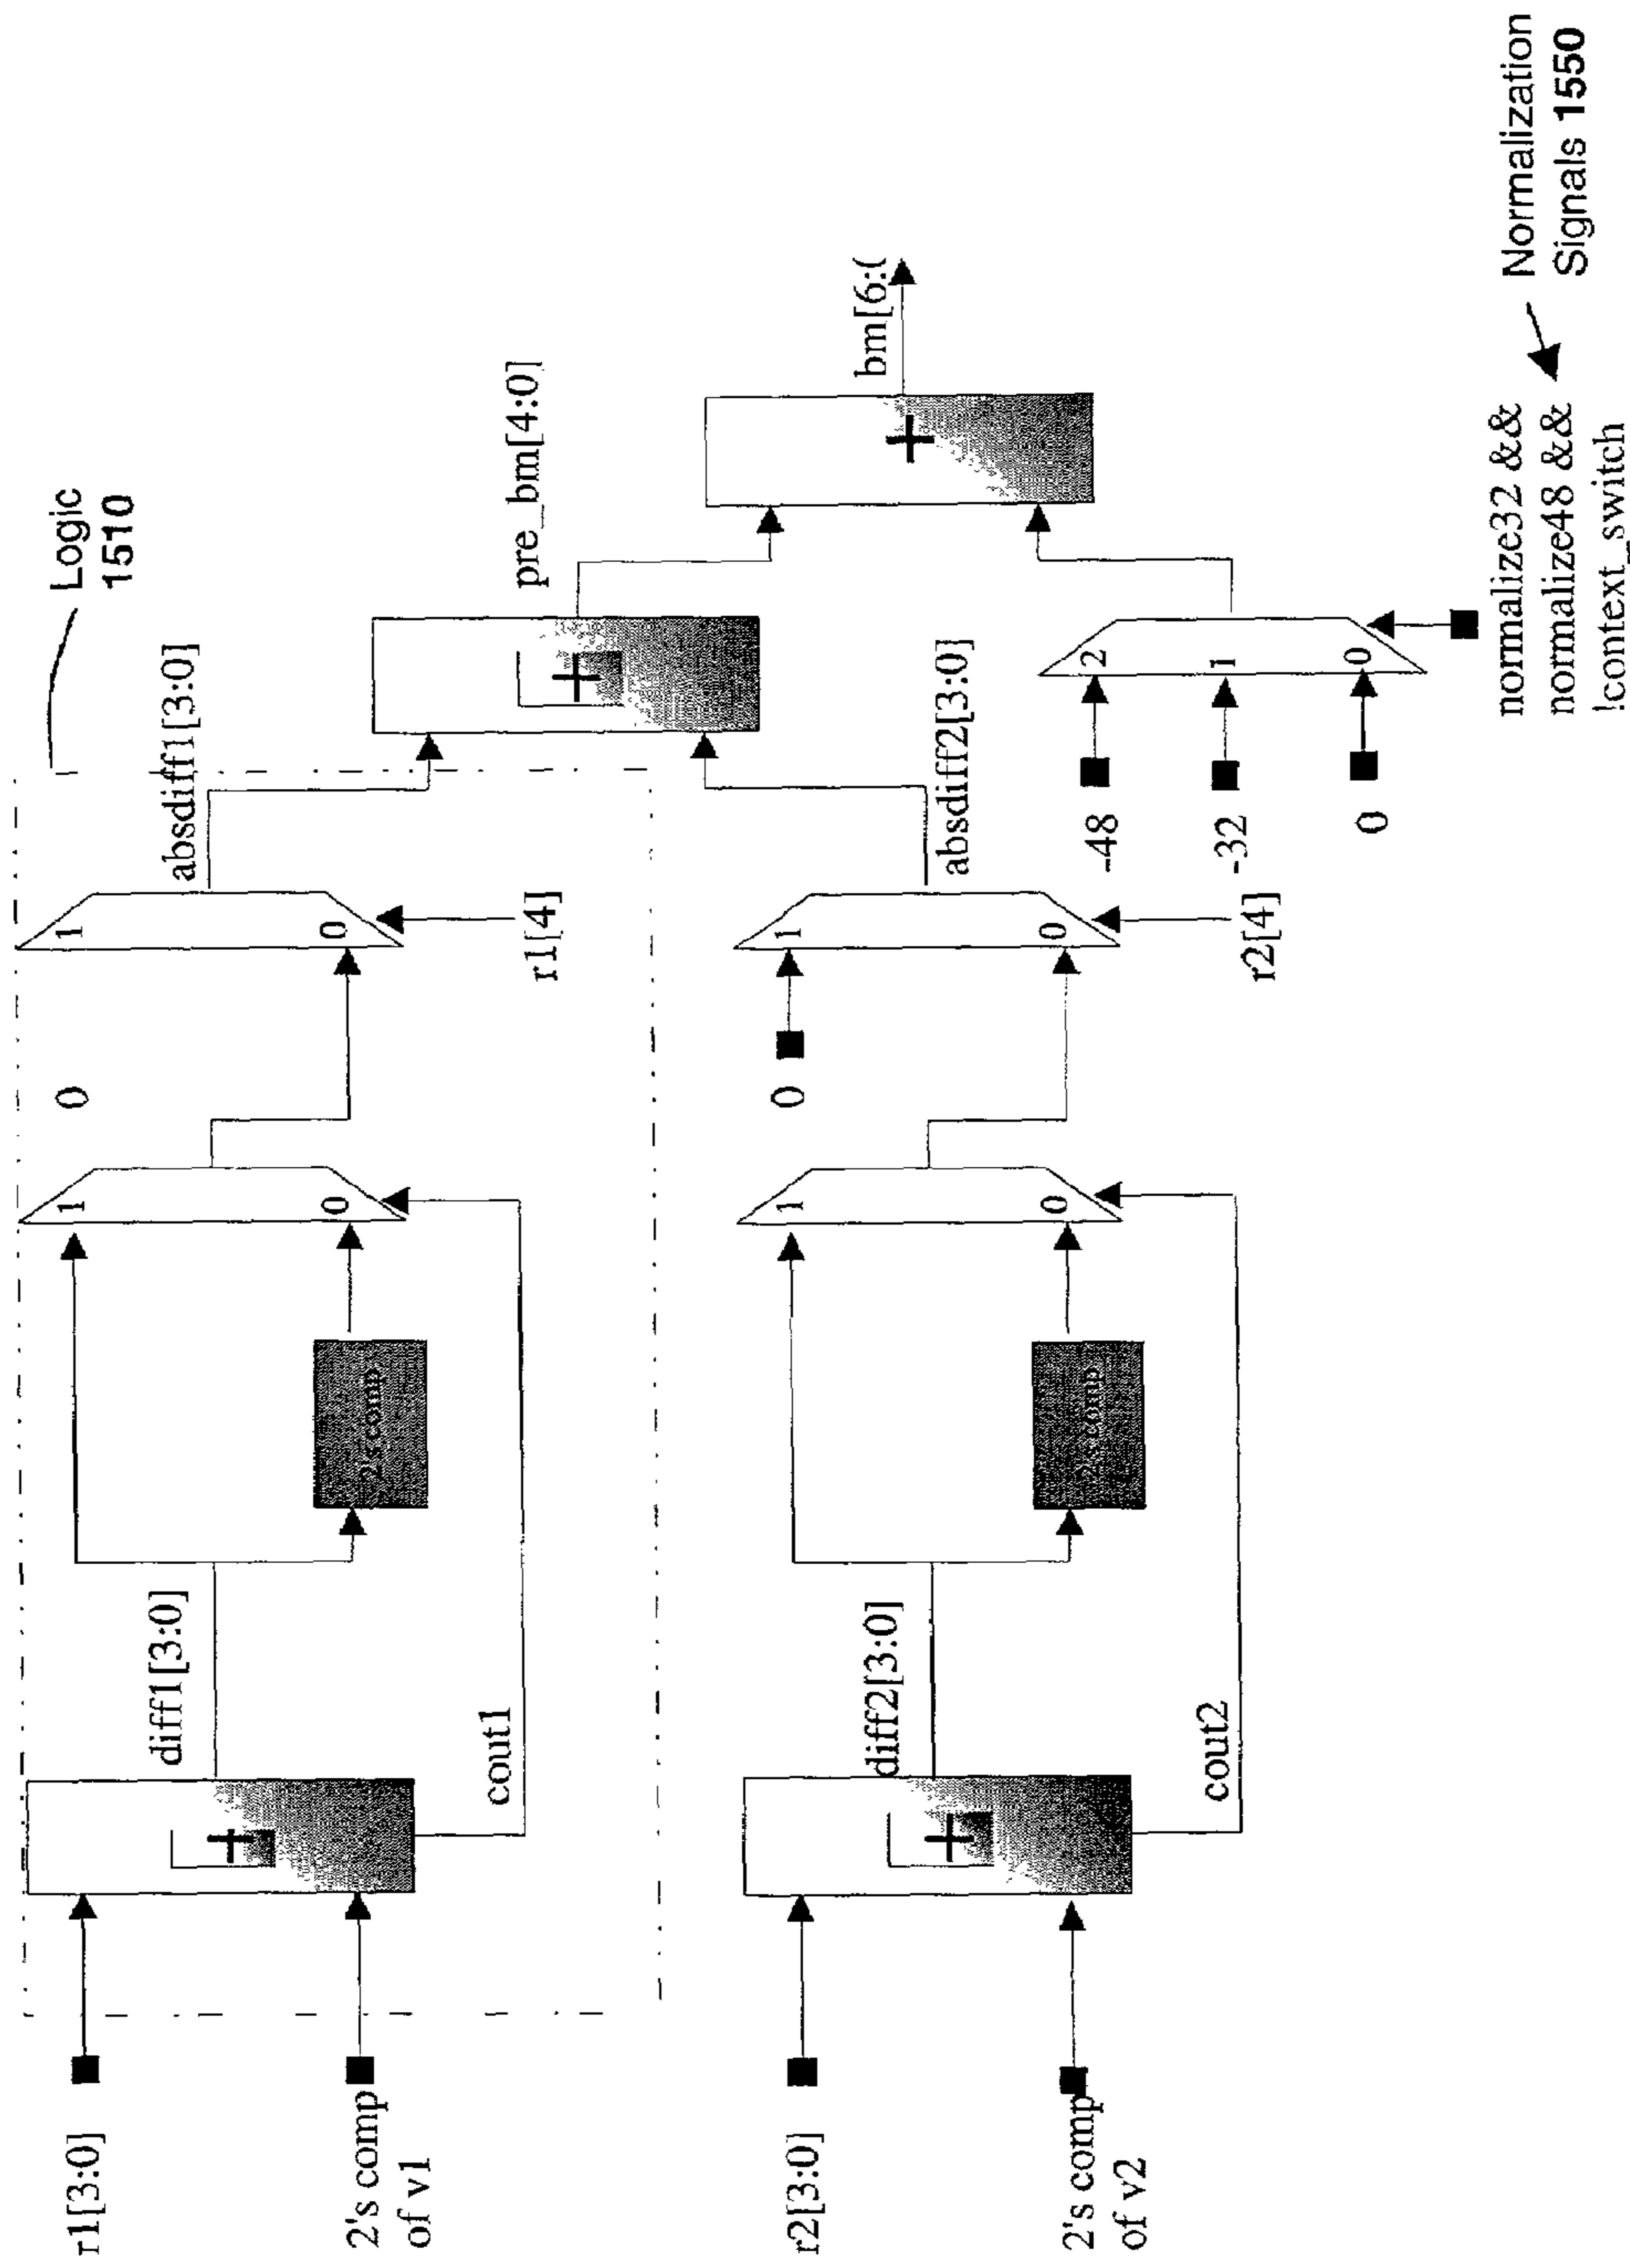 Logic
1510
r1[3:0]
2's comp
of v1
diff1[3:0]
cout1
2's comp
1
0
0
1
0
r1[4]
absdiff1[3:0]
pre_bm[4:0]
bm[6:(
r2[3:0]
2's comp
of v2
diff2[3:0]
cout2
2's comp
1
0
0
1
0
r2[4]
absdiff2[3:0]
-48
-32
0
2
1
0
normalize32 &&
normalize48 &&
!context_switch
Normalization
Signals 1550